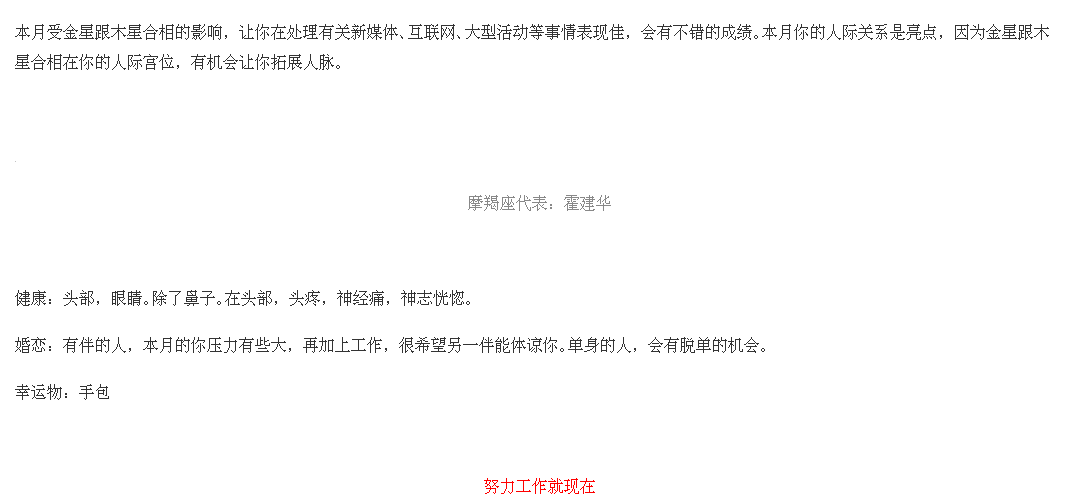 本月受金星跟木星合相的影响，让你在处理有关新媒体、互联网、大型活动等事情表现佳，会有不错的成绩。本月你的人际关系是亮点，因为金星跟木
星合相在你的人际宫位，有机会让你拓展人脉。
摩羯座代表：霍建华
健康：头部，眼睛。除了鼻子。在头部，头疼，神经痛，神志恍惚。
婚恋：有伴的人，本月的你压力有些大，再加上工作，很希望另一伴能体谅你。单身的人，会有脱单的机会。
幸运物：手包
努力工作就现在